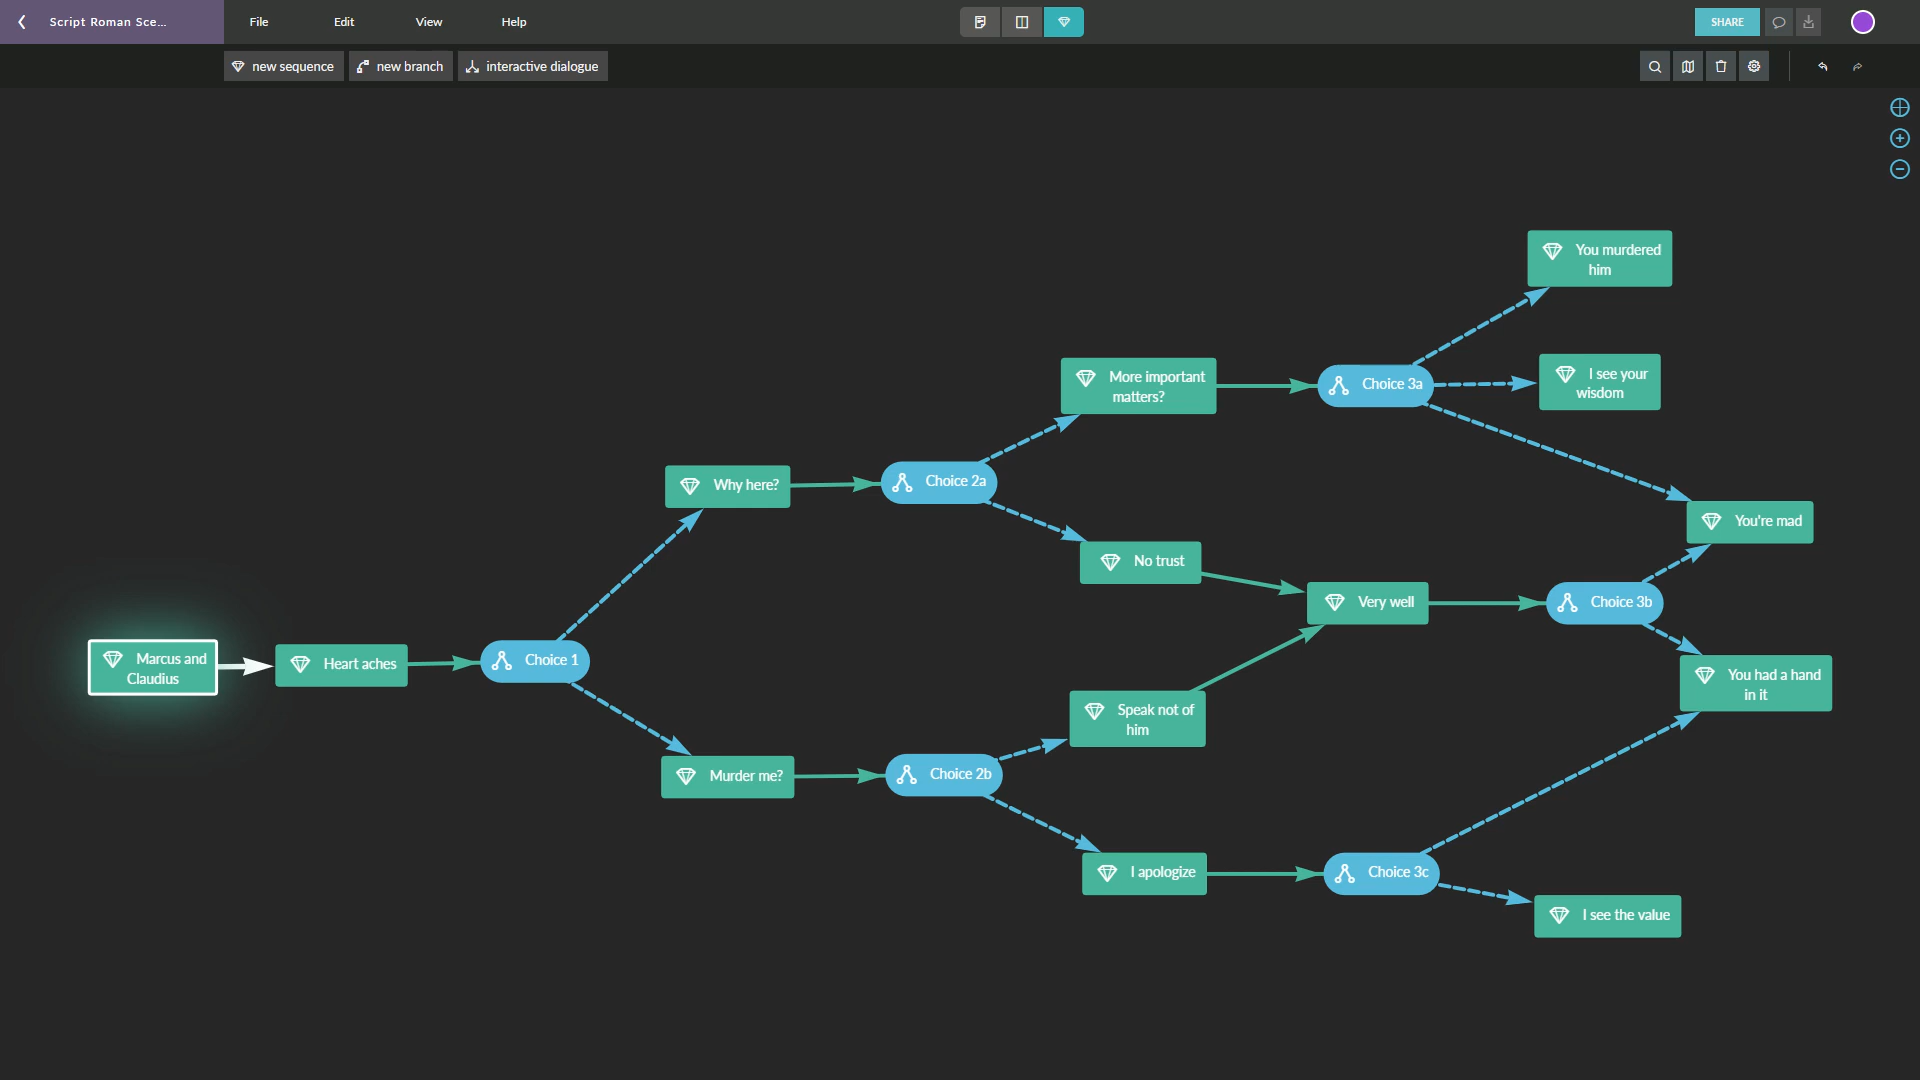 Script Roman Sce...
File
Edit
View
Help
SHARE
new sequence
new branch
interactive dialogue
You murdered
him
More important
matters?
Choice 3a
I see your
wisdom
Why here?
Choice 2a
You're mad
No trust
Very well
Choice 3b
Marcus and
Claudius
Heart aches
Choice 1
You had a hand
in it
Speak not of
him
Murder me?
Choice 2b
I apologize
Choice 3c
I see the value